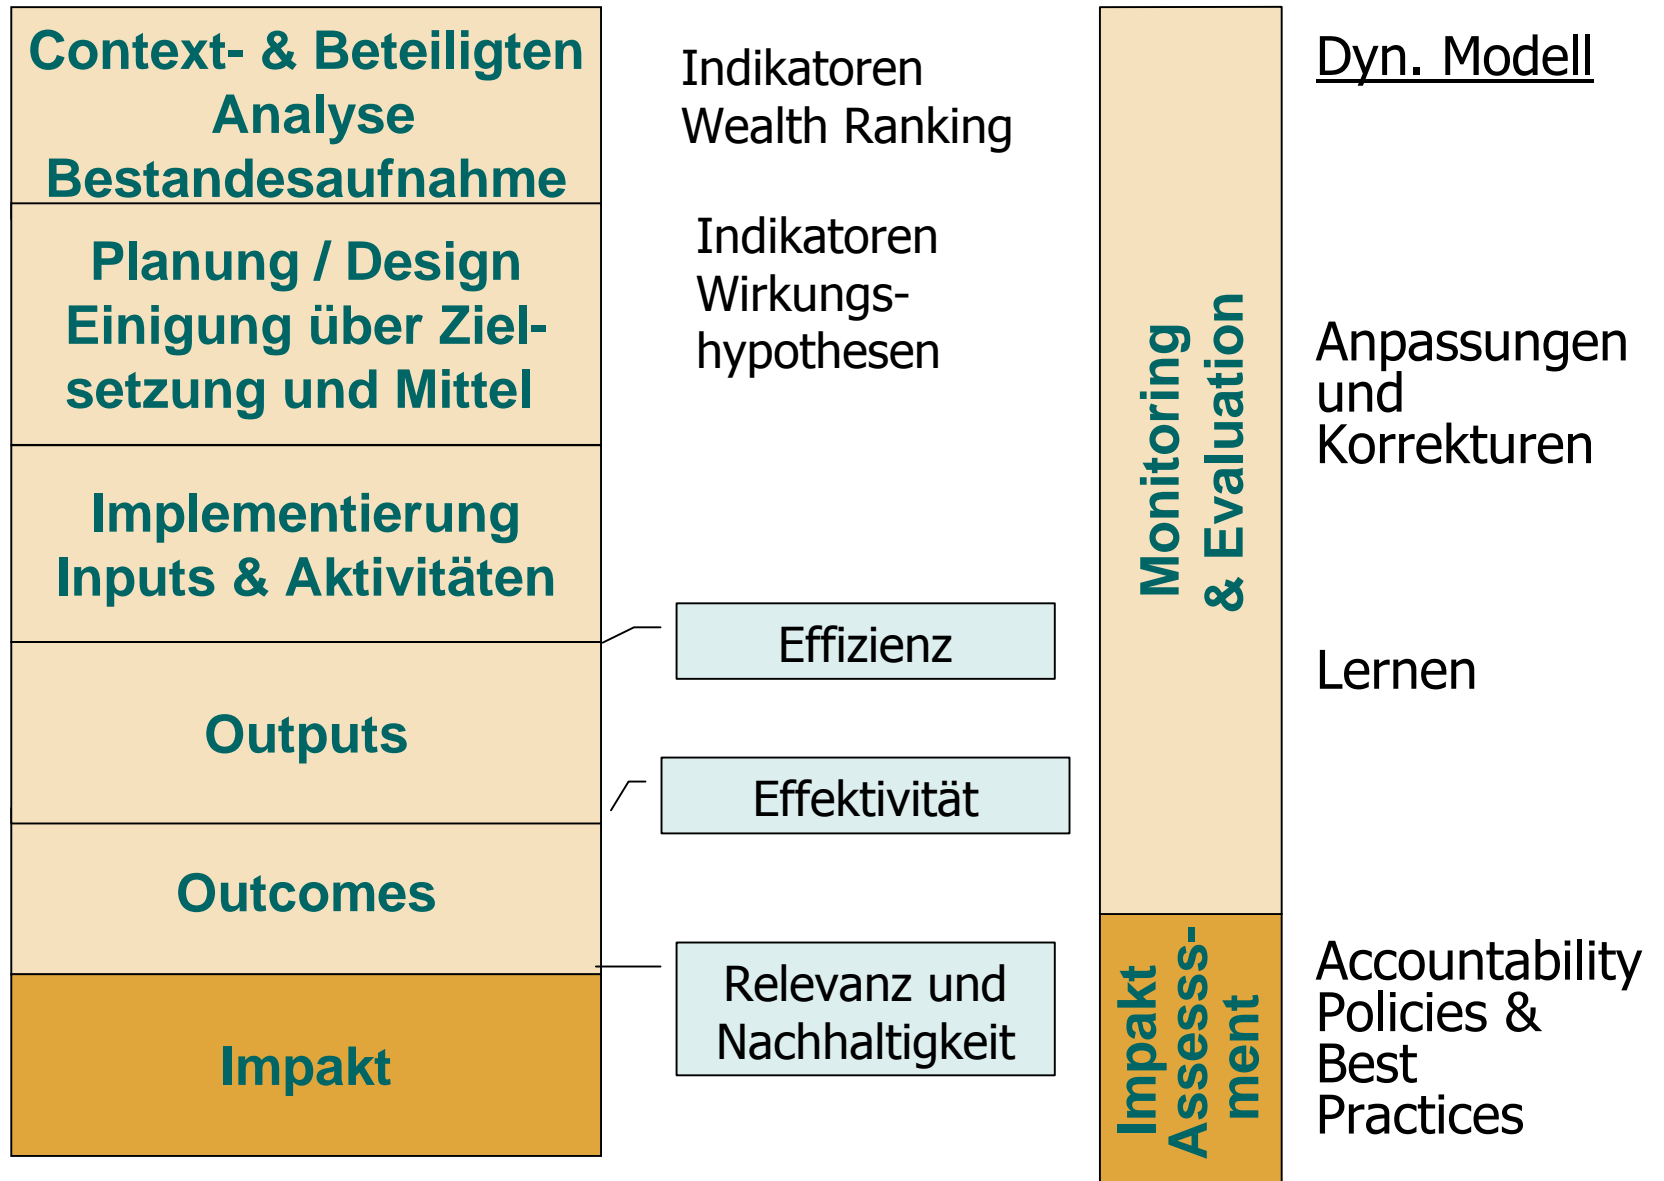 Context- & Beteiligten
Analyse
Bestandesaufnahme
Planung / Design
Einigung über Ziel-
setzung und Mittel
Implementierung
Inputs & Aktivitäten
Outputs
Outcomes
Impakt
Indikatoren
Wealth Ranking
Indikatoren
Wirkungs-
hypothesen
Effizienz
Effektivität
Relevanz und
Nachhaltigkeit
Monitoring
& Evaluation
Impakt
Assesss-
ment
Dyn. Modell
Anpassungen
und
Korrekturen
Lernen
Accountability
Policies &
Best
Practices